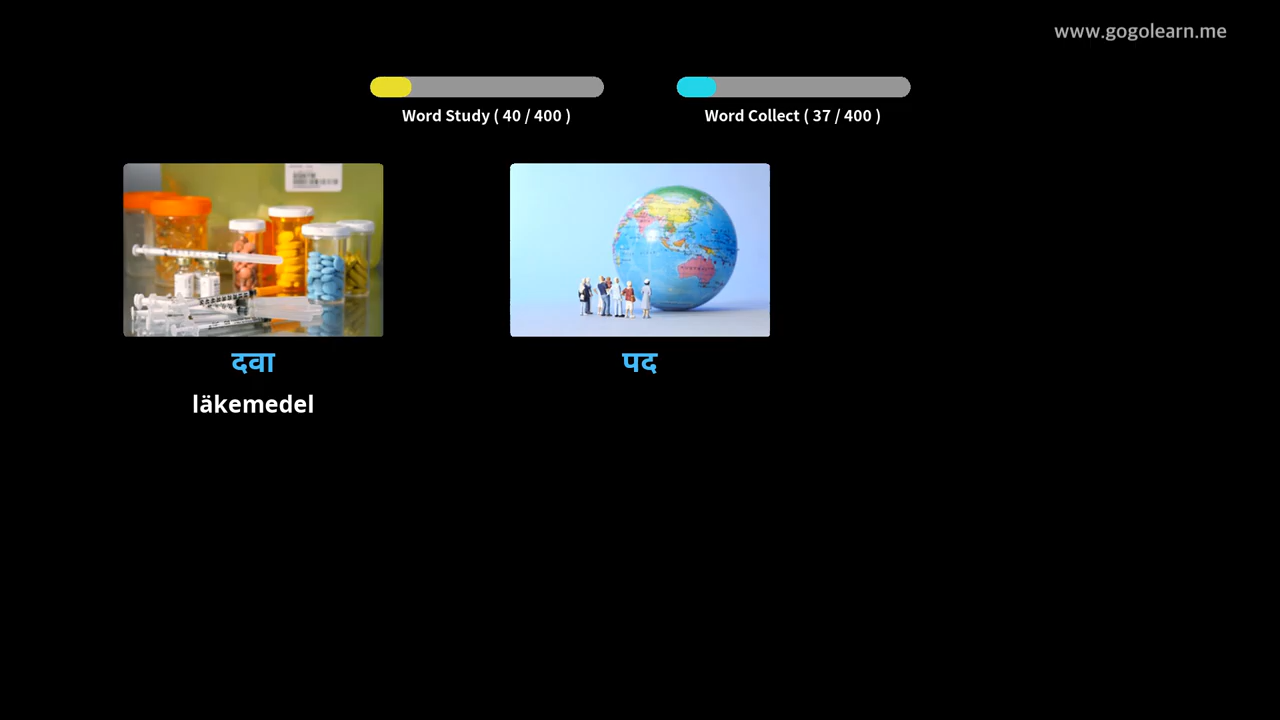 www.gogolearn.me
Word Study ( 40 / 400 )
Word Collect ( 37 / 400 )
दवा
पद
läkemedel